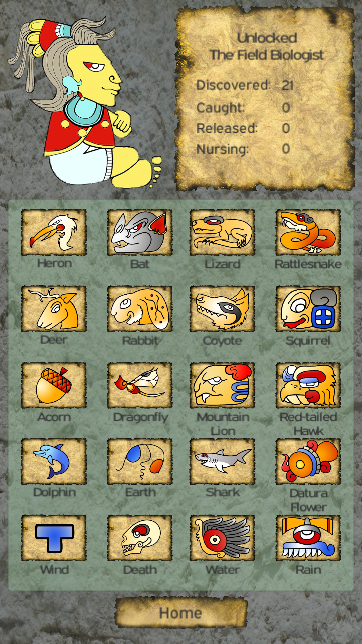 Unlocked
The Field Biologist
Discovered: 21
Caught: 0
Released: 0
Nursing: 0
Heron Bat Lizard Rattlesnake
Deer Rabbit Coyote Squirrel
Acorn Dragonfly Mountain Lion Red-tailed Hawk
Dolphin Earth Shark Datura Flower
Wind Death Water Rain
Home